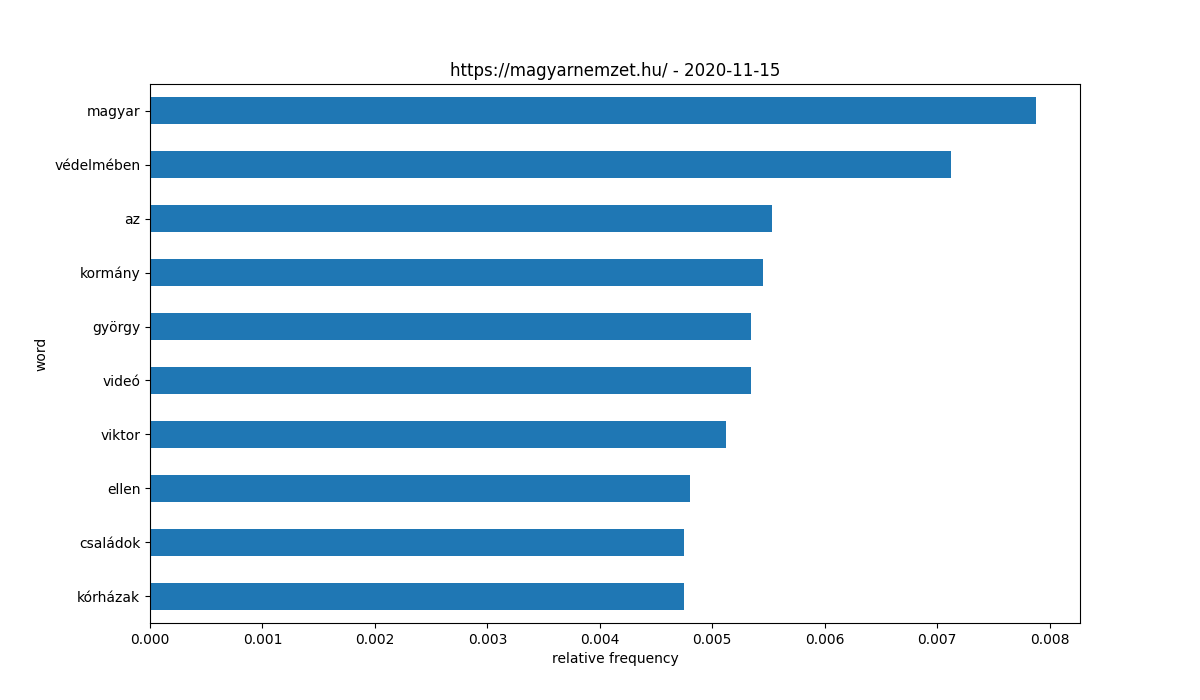 https://magyarnemzet.hu/ - 2020-11-15
magyar
védelmében
az
kormány
györgy
videó
viktor
ellen
családok
kórházak
word
0.000 0.001 0.002 0.003 0.004 0.005 0.006 0.007 0.008
relative frequency